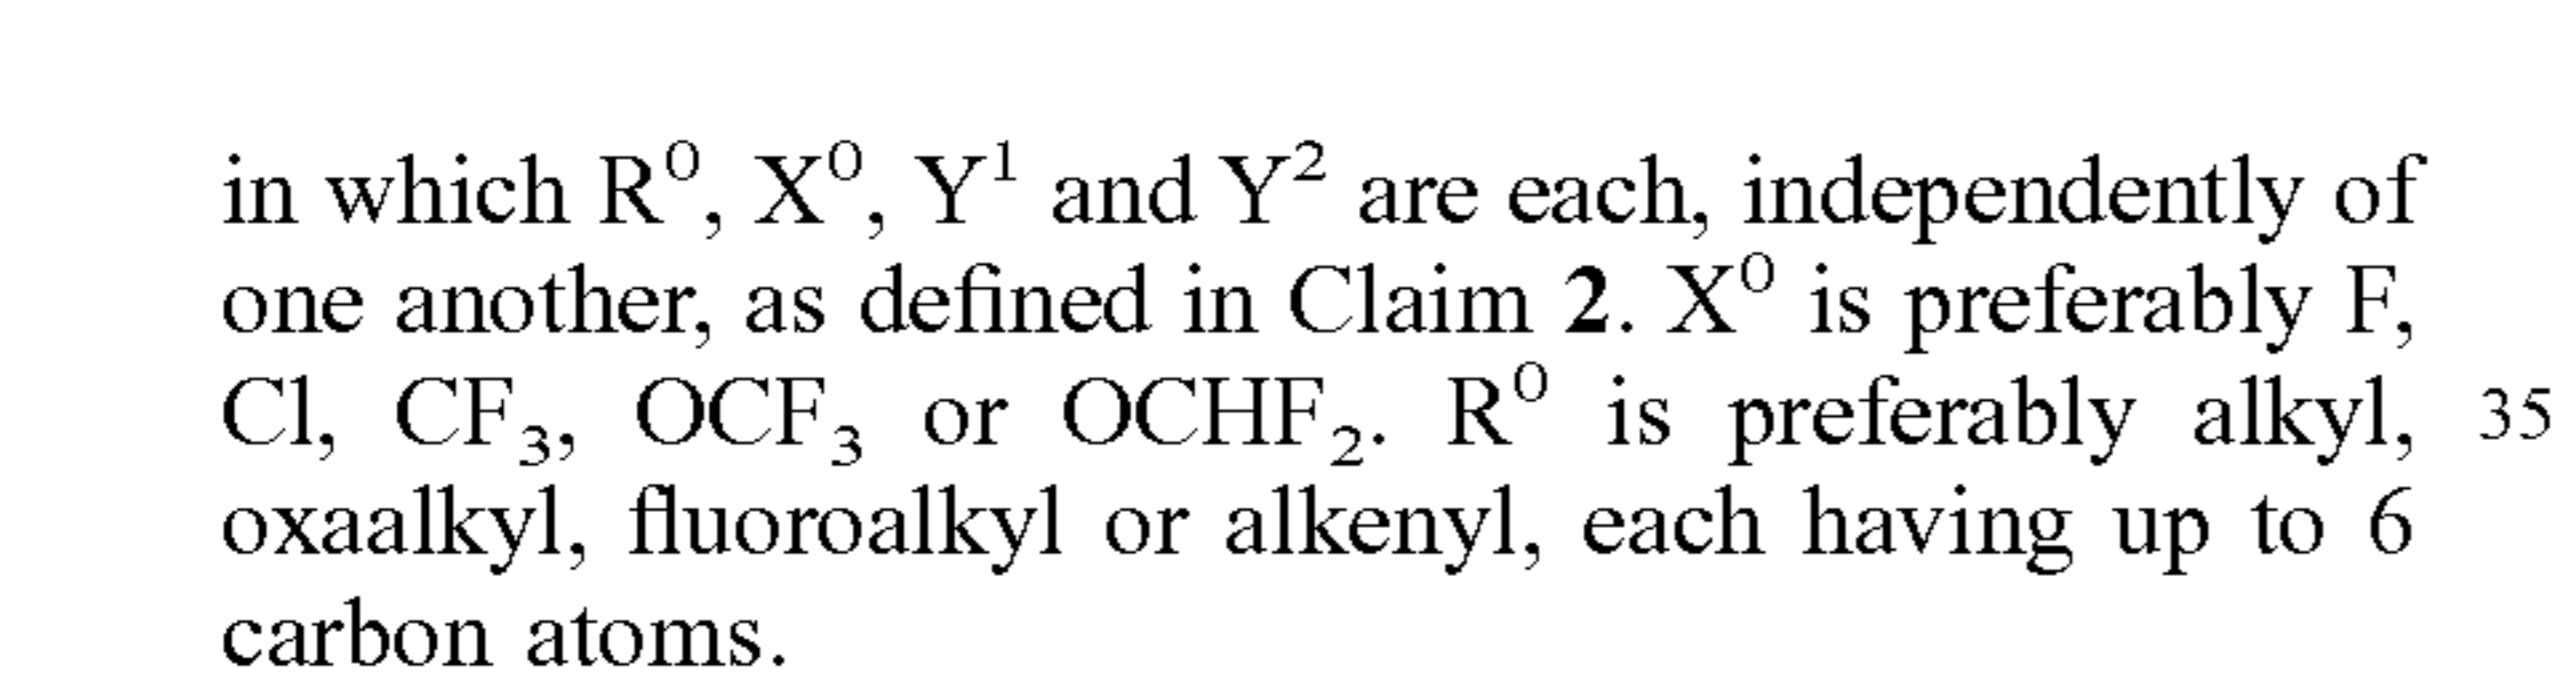 in which R⁰, X⁰, Y¹ and Y² are each, independently of
one another, as defined in Claim 2. X⁰ is preferably F,
Cl, CF₃, OCF₃ or OCHF₂. R⁰ is preferably alkyl, 35
oxaalkyl, fluoroalkyl or alkenyl, each having up to 6
carbon atoms.